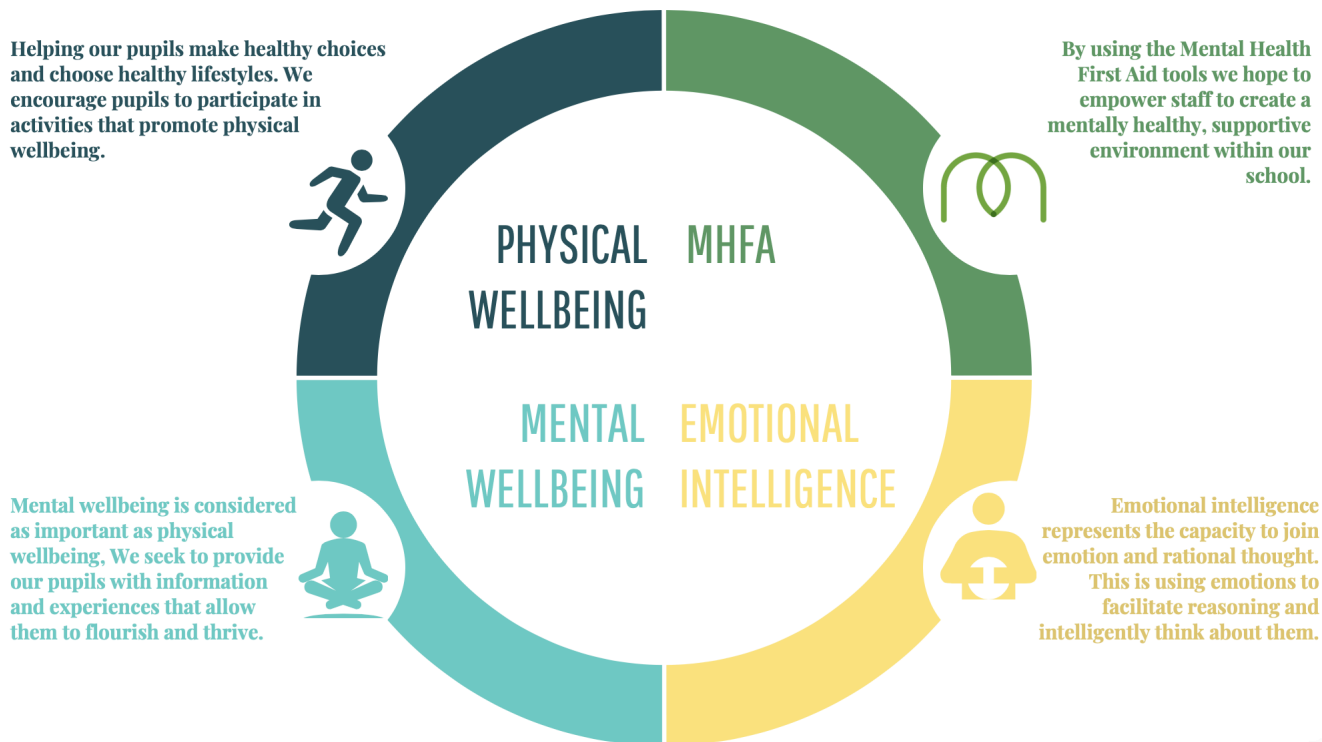 Helping our pupils make healthy choices
and choose healthy lifestyles. We
encourage pupils to participate in
activities that promote physical
wellbeing.
By using the Mental Health
First Aid tools we hope to
empower staff to create a
mentally healthy, supportive
environment within our
school.
PHYSICAL
WELLBEING
MHFA
MENTAL
WELLBEING
EMOTIONAL
INTELLIGENCE
Mental wellbeing is considered
as important as physical
wellbeing, We seek to provide
our pupils with information
and experiences that allow
them to flourish and thrive.
Emotional intelligence
represents the capacity to join
emotion and rational thought.
This is using emotions to
facilitate reasoning and
intelligently think about them.